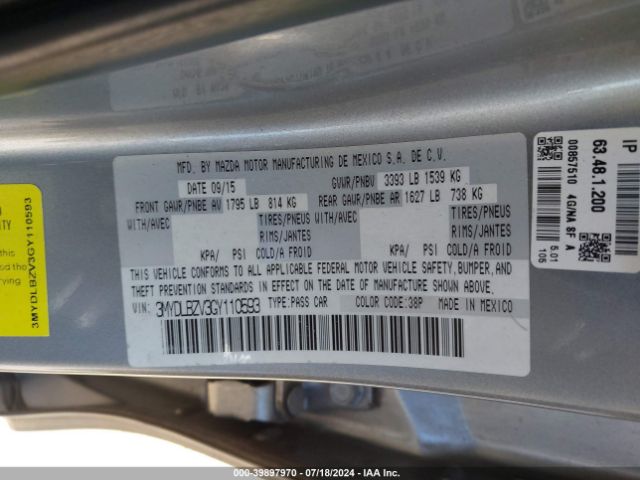 MFD. BY MAZDA MOTOR MANUFACTURING DE MEXICO S.A. DE C.V.
DATE 09/15
GVWR/PNBV 3393 LB 1539 KG
FRONT GAWR/PNBE AV 1795 LB 814 KG
REAR GAWR/PNBE AR 1627 LB 738 KG
WITH/AVEC
TIRES/PNEUS
RIMS/JANTES
KPA/ PSI COLD/A FROID
WITH/AVEC
TIRES/PNEUS
RIMS/JANTES
KPA/ PSI COLD/A FROID
THIS VEHICLE CONFORMS TO ALL APPLICABLE FEDERAL MOTOR VEHICLE SAFETY, BUMPER, AND
THEFT PREVENTION STANDARDS IN EFFECT ON THE DATE OF MANUFACTURE SHOWN ABOVE.
VIN: 3MYDLBZV3GY110593 TYPE:PASS CAR COLOR CODE:38P MADE IN MEXICO
3MYDLBZV3GY110593
IP
63.48.1.200
00857510 4G/NA 8F A
5.01
105
000-39897970 - 07/18/2024 - IAA, Inc.